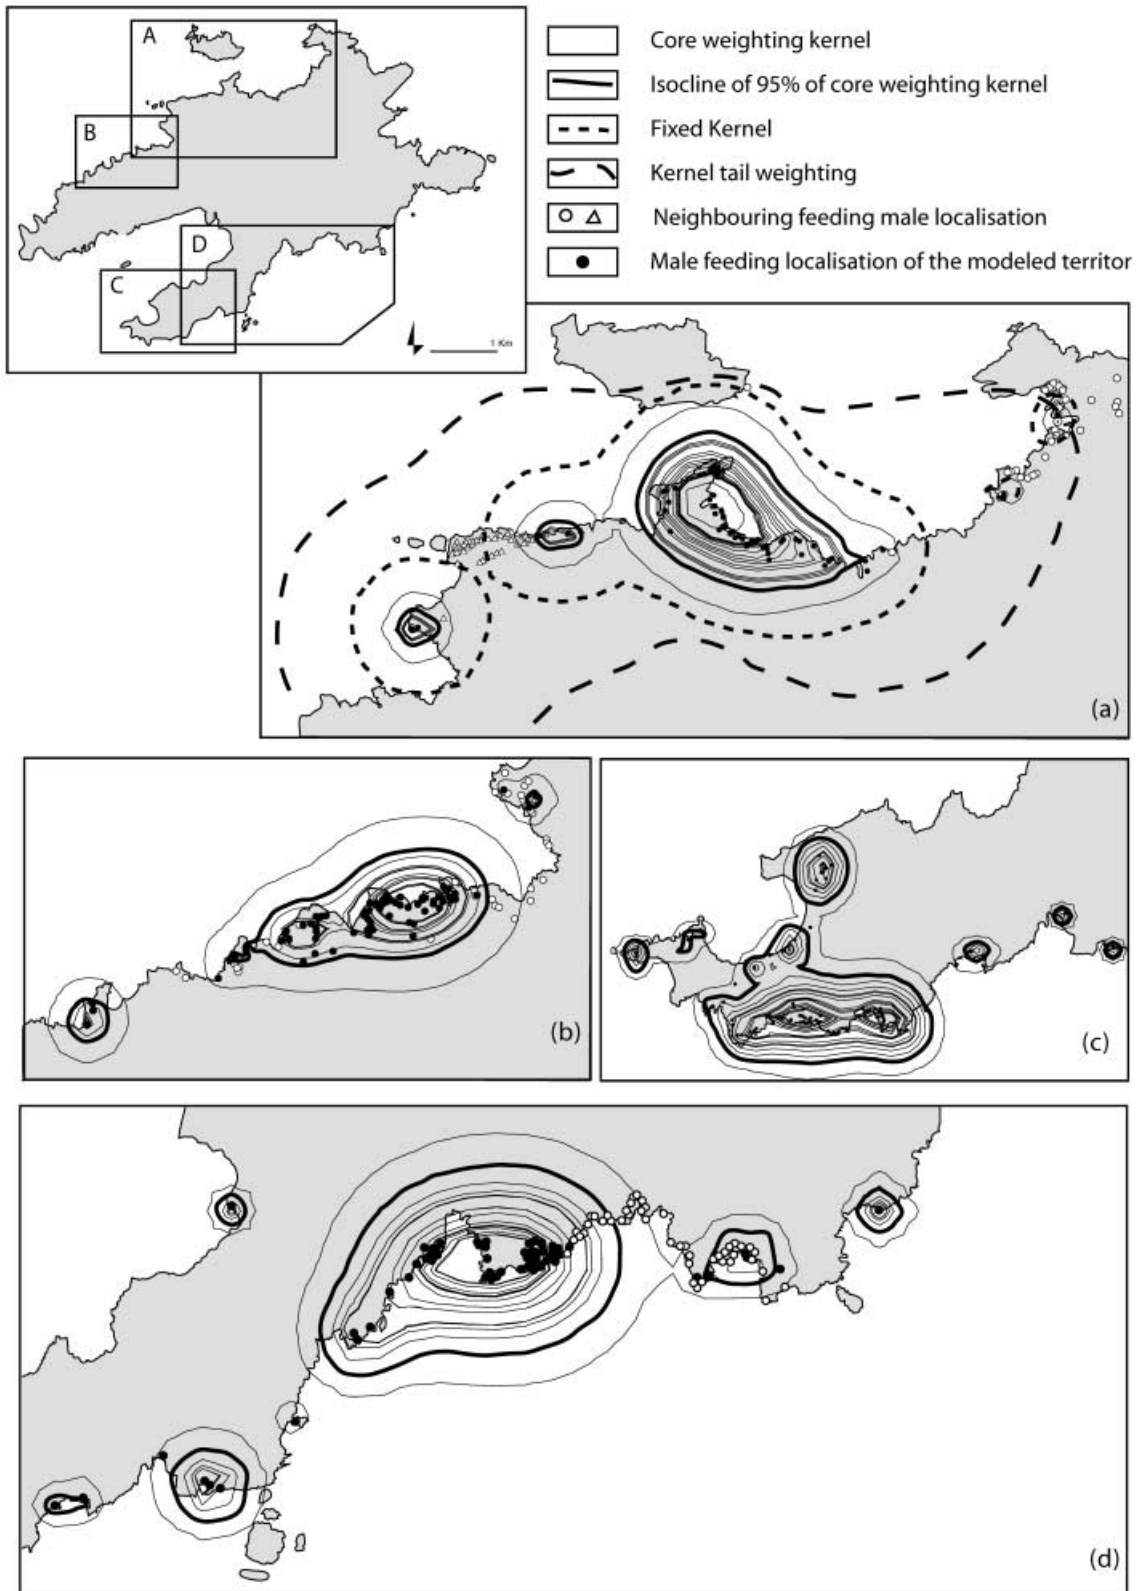 A
B
D
C
1 Km
Core weighting kernel
Isocline of 95% of core weighting kernel
Fixed Kernel
Kernel tail weighting
Neighbouring feeding male localisation
Male feeding localisation of the modeled territor
(a)
(b)
(c)
(d)